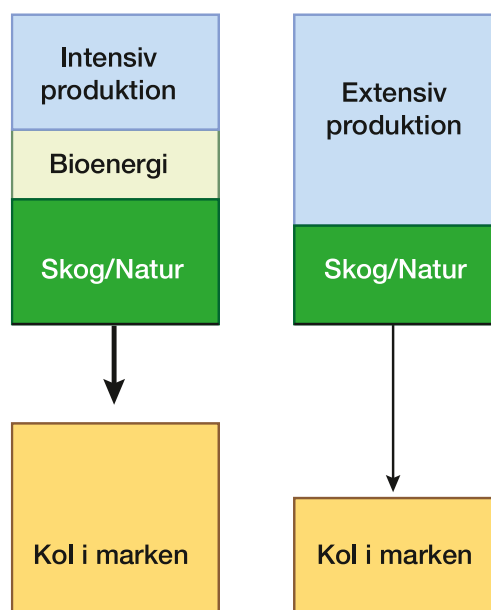 Intensiv
produktion
Bioenergi
Skog/Natur
Kol i marken
Extensiv
produktion
Skog/Natur
Kol i marken